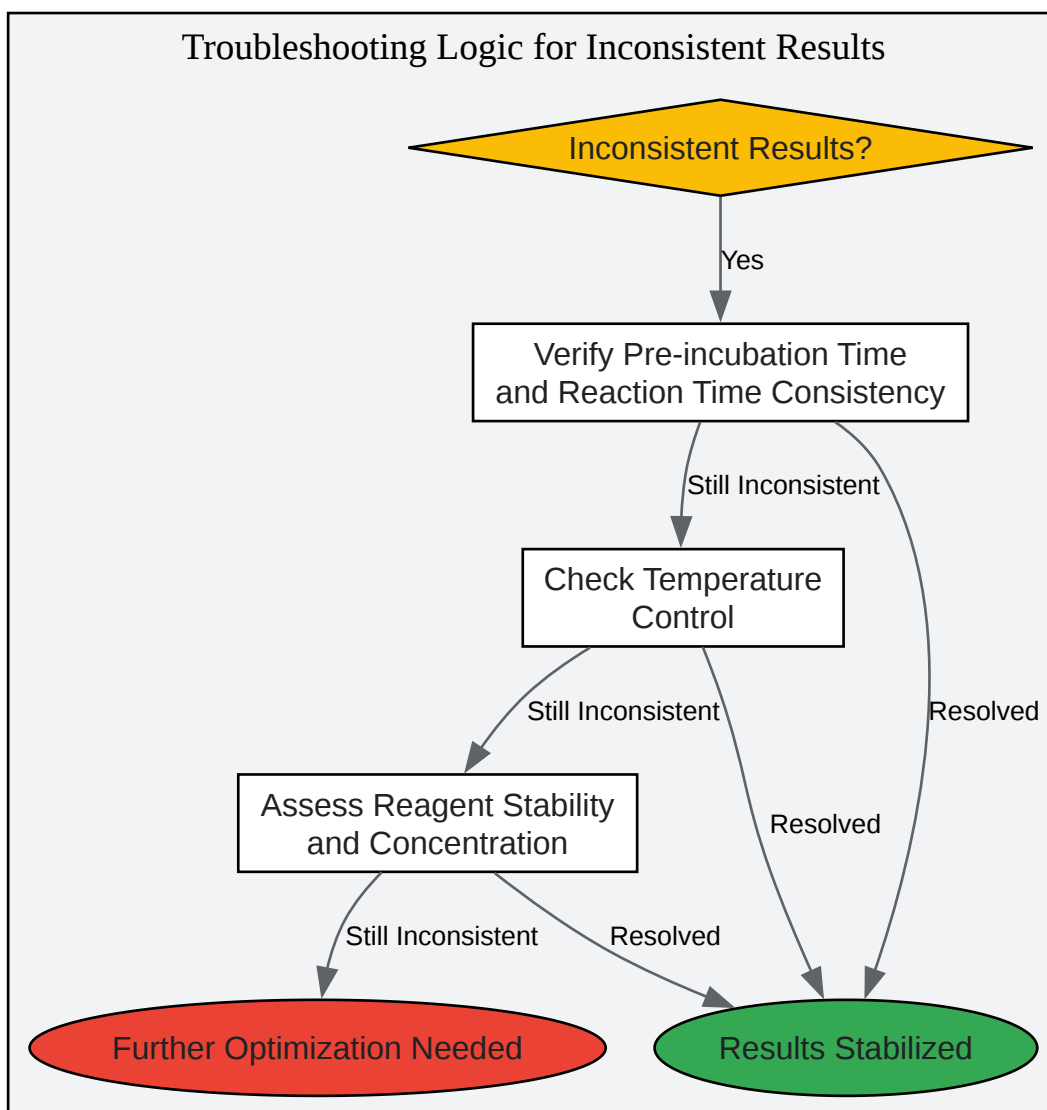 Troubleshooting Logic for Inconsistent Results
Inconsistent Results?
Yes
Verify Pre-incubation Time
and Reaction Time Consistency
Still Inconsistent
Check Temperature
Control
Still Inconsistent
Resolved
Assess Reagent Stability
and Concentration
Resolved
Still Inconsistent
Resolved
Further Optimization Needed
Results Stabilized